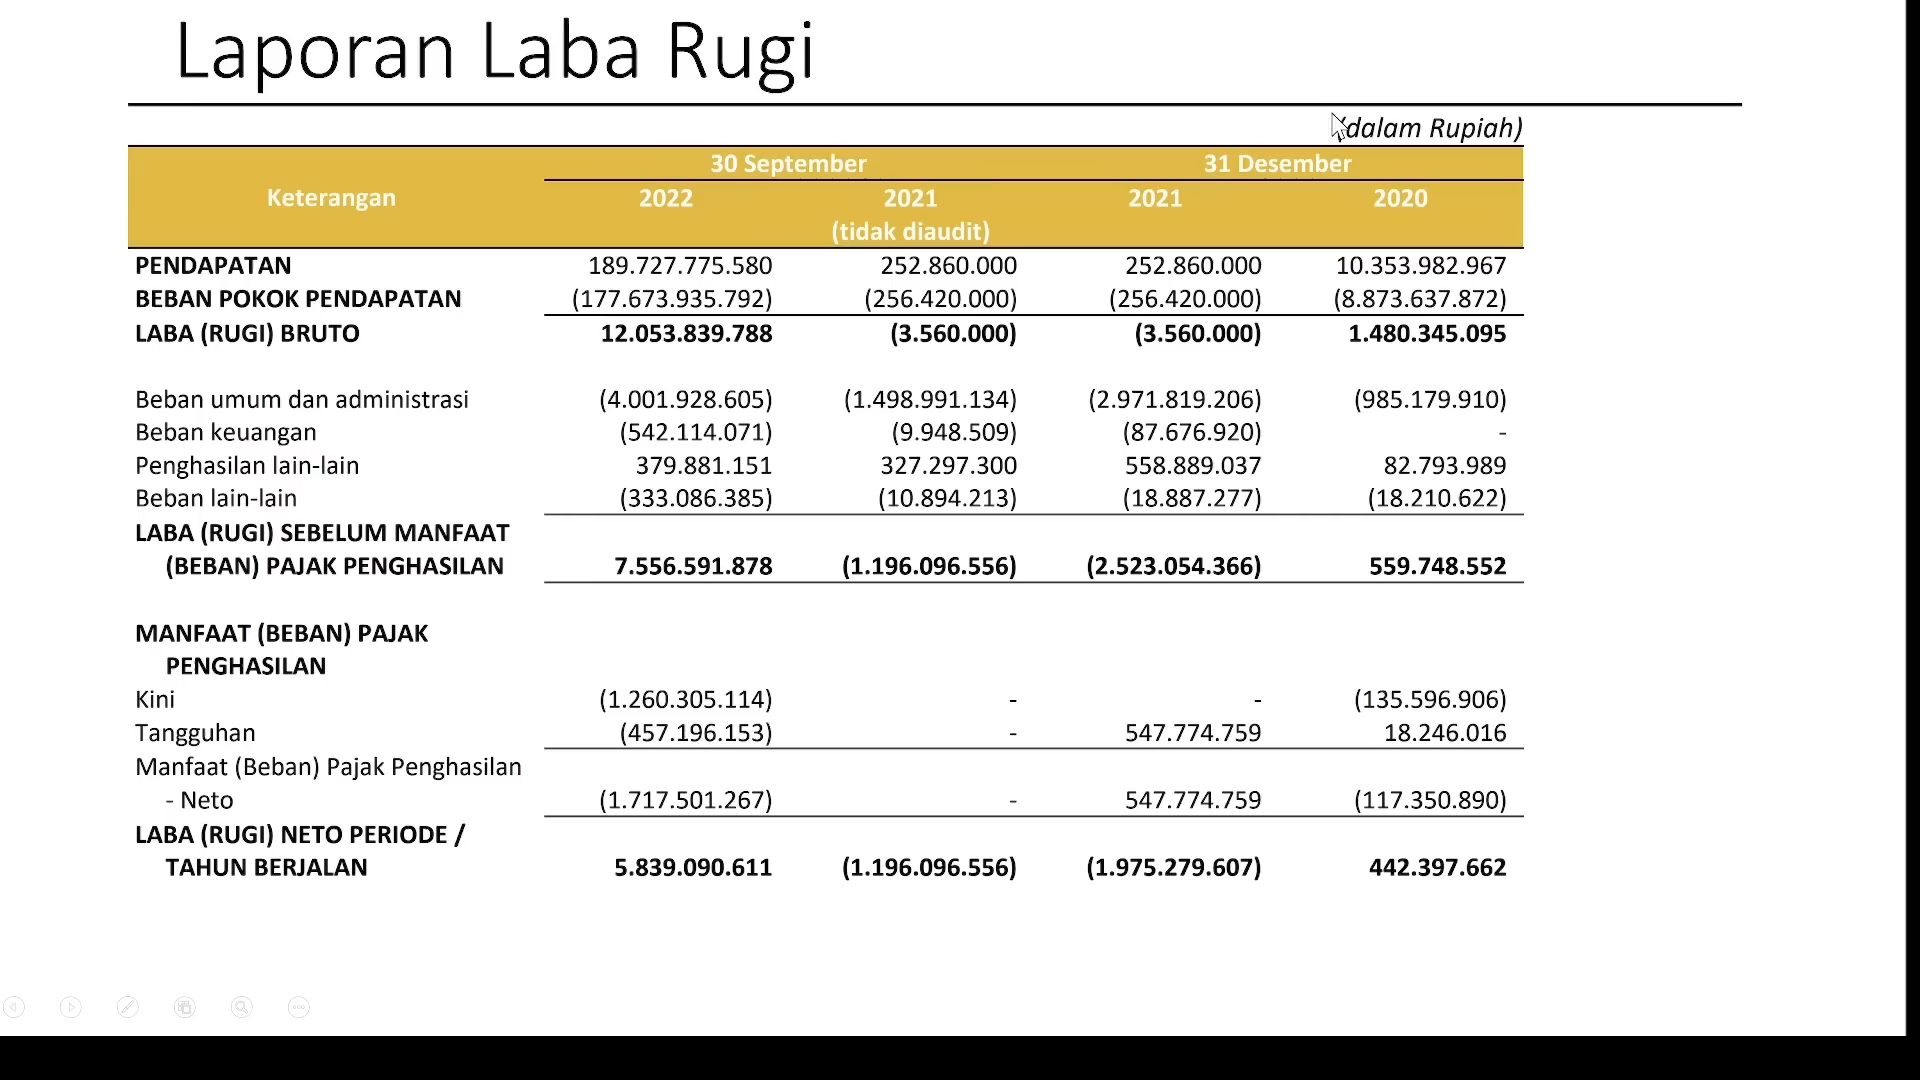 Laporan Laba Rugi
(dalam Rupiah)
30 September 31 Desember
Keterangan 2022 2021 2021 2020
(tidak diaudit)
PENDAPATAN 189.727.775.580 252.860.000 252.860.000 10.353.982.967
BEBAN POKOK PENDAPATAN (177.673.935.792) (256.420.000) (256.420.000) (8.873.637.872)
LABA (RUGI) BRUTO 12.053.839.788 (3.560.000) (3.560.000) 1.480.345.095
Beban umum dan administrasi (4.001.928.605) (1.498.991.134) (2.971.819.206) (985.179.910)
Beban keuangan (542.114.071) (9.948.509) (87.676.920) -
Penghasilan lain-lain 379.881.151 327.297.300 558.889.037 82.793.989
Beban lain-lain (333.086.385) (10.894.213) (18.887.277) (18.210.622)
LABA (RUGI) SEBELUM MANFAAT
(BEBAN) PAJAK PENGHASILAN 7.556.591.878 (1.196.096.556) (2.523.054.366) 559.748.552
MANFAAT (BEBAN) PAJAK
PENGHASILAN
Kini (1.260.305.114) - - (135.596.906)
Tangguhan (457.196.153) - 547.774.759 18.246.016
Manfaat (Beban) Pajak Penghasilan
- Neto (1.717.501.267) - 547.774.759 (117.350.890)
LABA (RUGI) NETO PERIODE /
TAHUN BERJALAN 5.839.090.611 (1.196.096.556) (1.975.279.607) 442.397.662